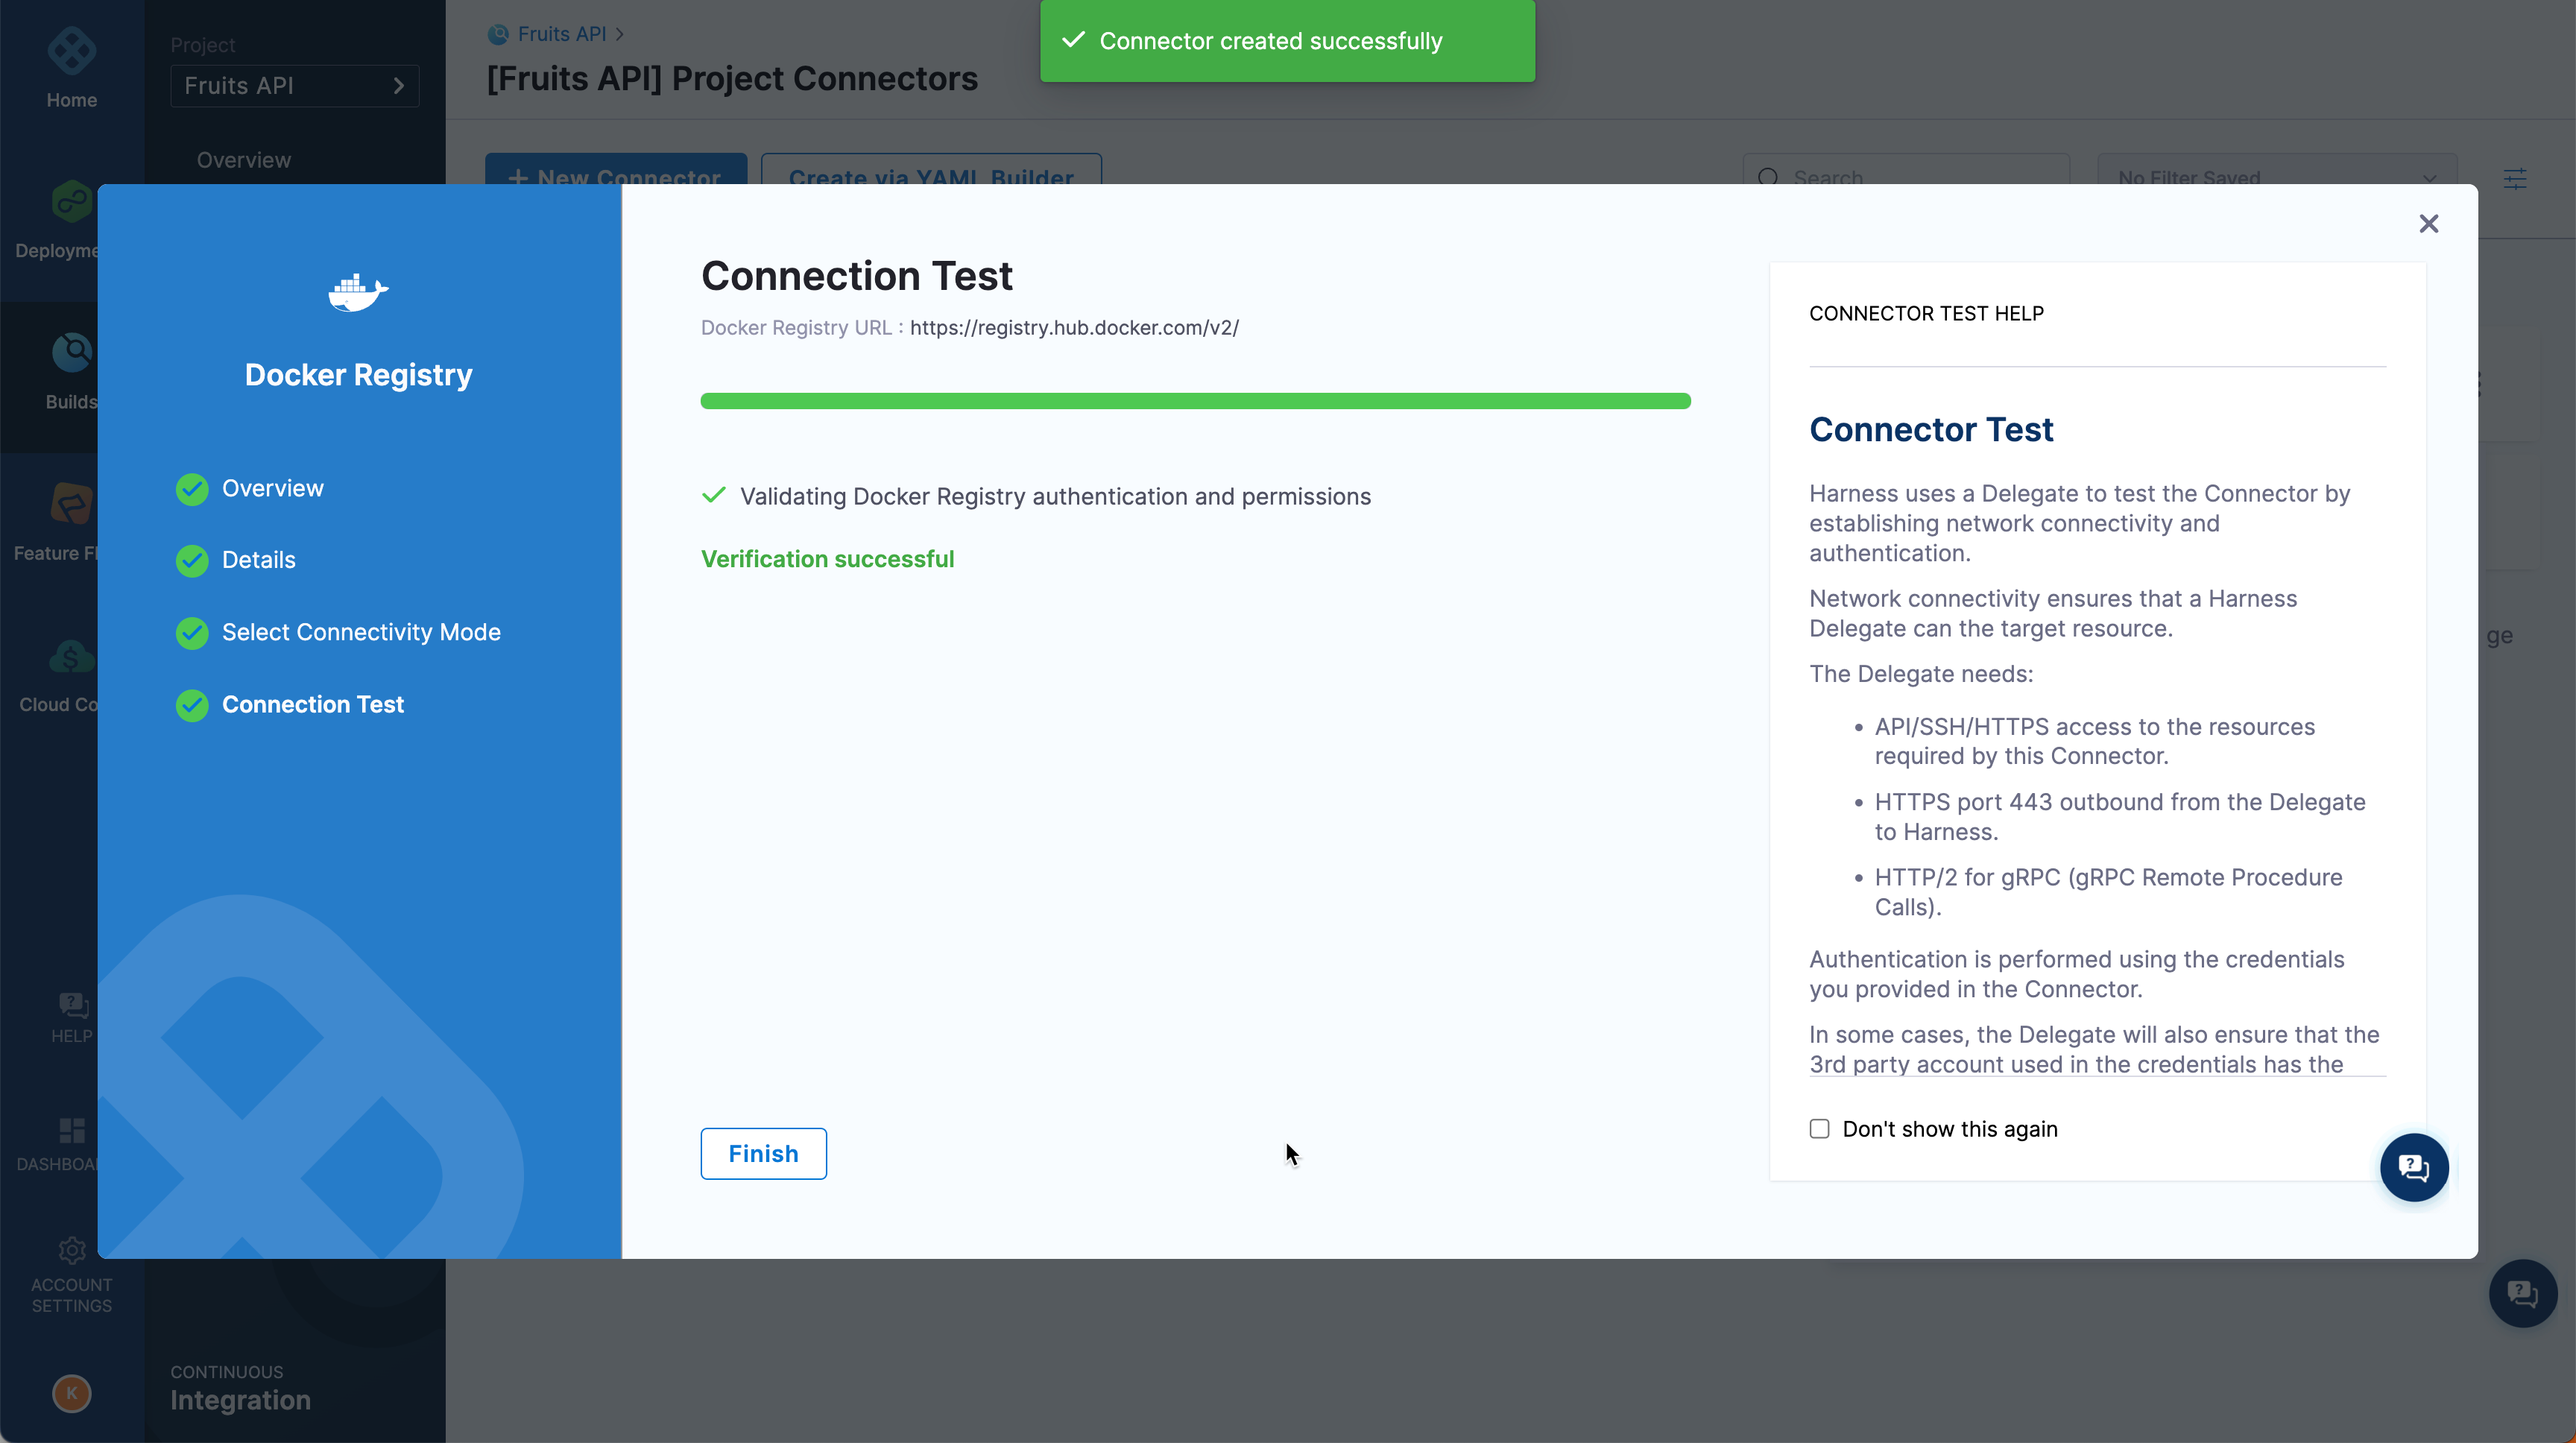 Home
Deployme
Builds
Feature Fl
Cloud Co
HELP
DASHBOA
ACCOUNT
SETTINGS
K
Project
Fruits API
Overview
CONTINUOUS
Integration
Fruits API
[Fruits API] Project Connectors
Connector created successfully
+ New Connector
Create via YAML Builder
Search
No Filter Saved
ge
Docker Registry
Overview
Details
Select Connectivity Mode
Connection Test
Connection Test
Docker Registry URL : https://registry.hub.docker.com/v2/
Validating Docker Registry authentication and permissions
Verification successful
Finish
CONNECTOR TEST HELP
Connector Test
Harness uses a Delegate to test the Connector by
establishing network connectivity and
authentication.
Network connectivity ensures that a Harness
Delegate can the target resource.
The Delegate needs:
• API/SSH/HTTPS access to the resources
required by this Connector.
• HTTPS port 443 outbound from the Delegate
to Harness.
• HTTP/2 for gRPC (gRPC Remote Procedure
Calls).
Authentication is performed using the credentials
you provided in the Connector.
In some cases, the Delegate will also ensure that the
3rd party account used in the credentials has the
Don't show this again